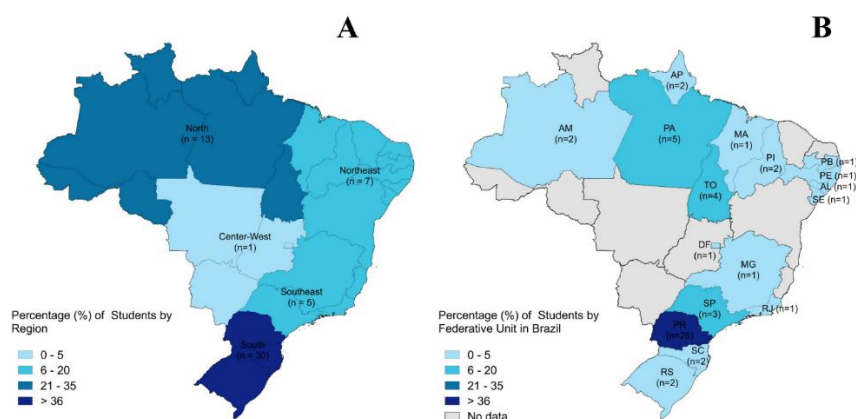 A
North
(n = 13)
Northeast
(n = 7)
Center-West
(n=1)
Southeast
(n = 5)
South
(n = 30)
Percentage (%) of Students by
Region
0 - 5
6 - 20
21 - 35
> 36
B
AP
(n=2)
AM
(n=2)
PA
(n=5)
MA
(n=1)
PI
(n=2)
PB (n=1)
PE (n=1)
AL (n=1)
SE (n=1)
TO
(n=4)
DF
(n=1)
MG
(n=1)
SP
(n=3)
RJ (n=1)
PR
(n=26)
SC
(n=2)
RS
(n=2)
Percentage (%) of Students by
Federative Unit in Brazil
0 - 5
6 - 20
21 - 35
> 36
No data